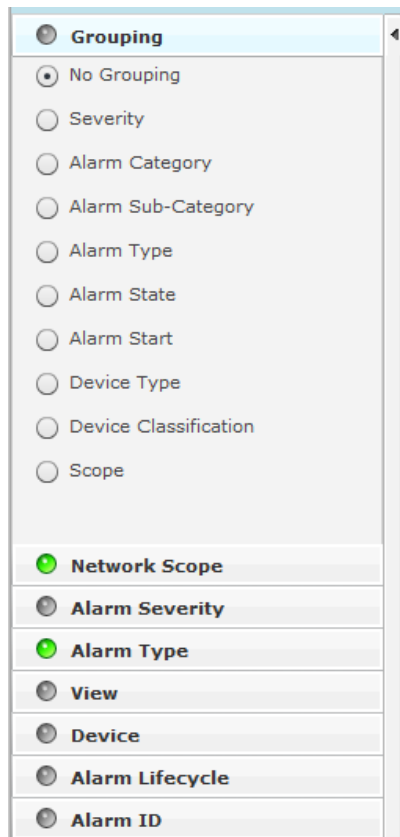 Grouping
No Grouping
Severity
Alarm Category
Alarm Sub-Category
Alarm Type
Alarm State
Alarm Start
Device Type
Device Classification
Scope
Network Scope
Alarm Severity
Alarm Type
View
Device
Alarm Lifecycle
Alarm ID